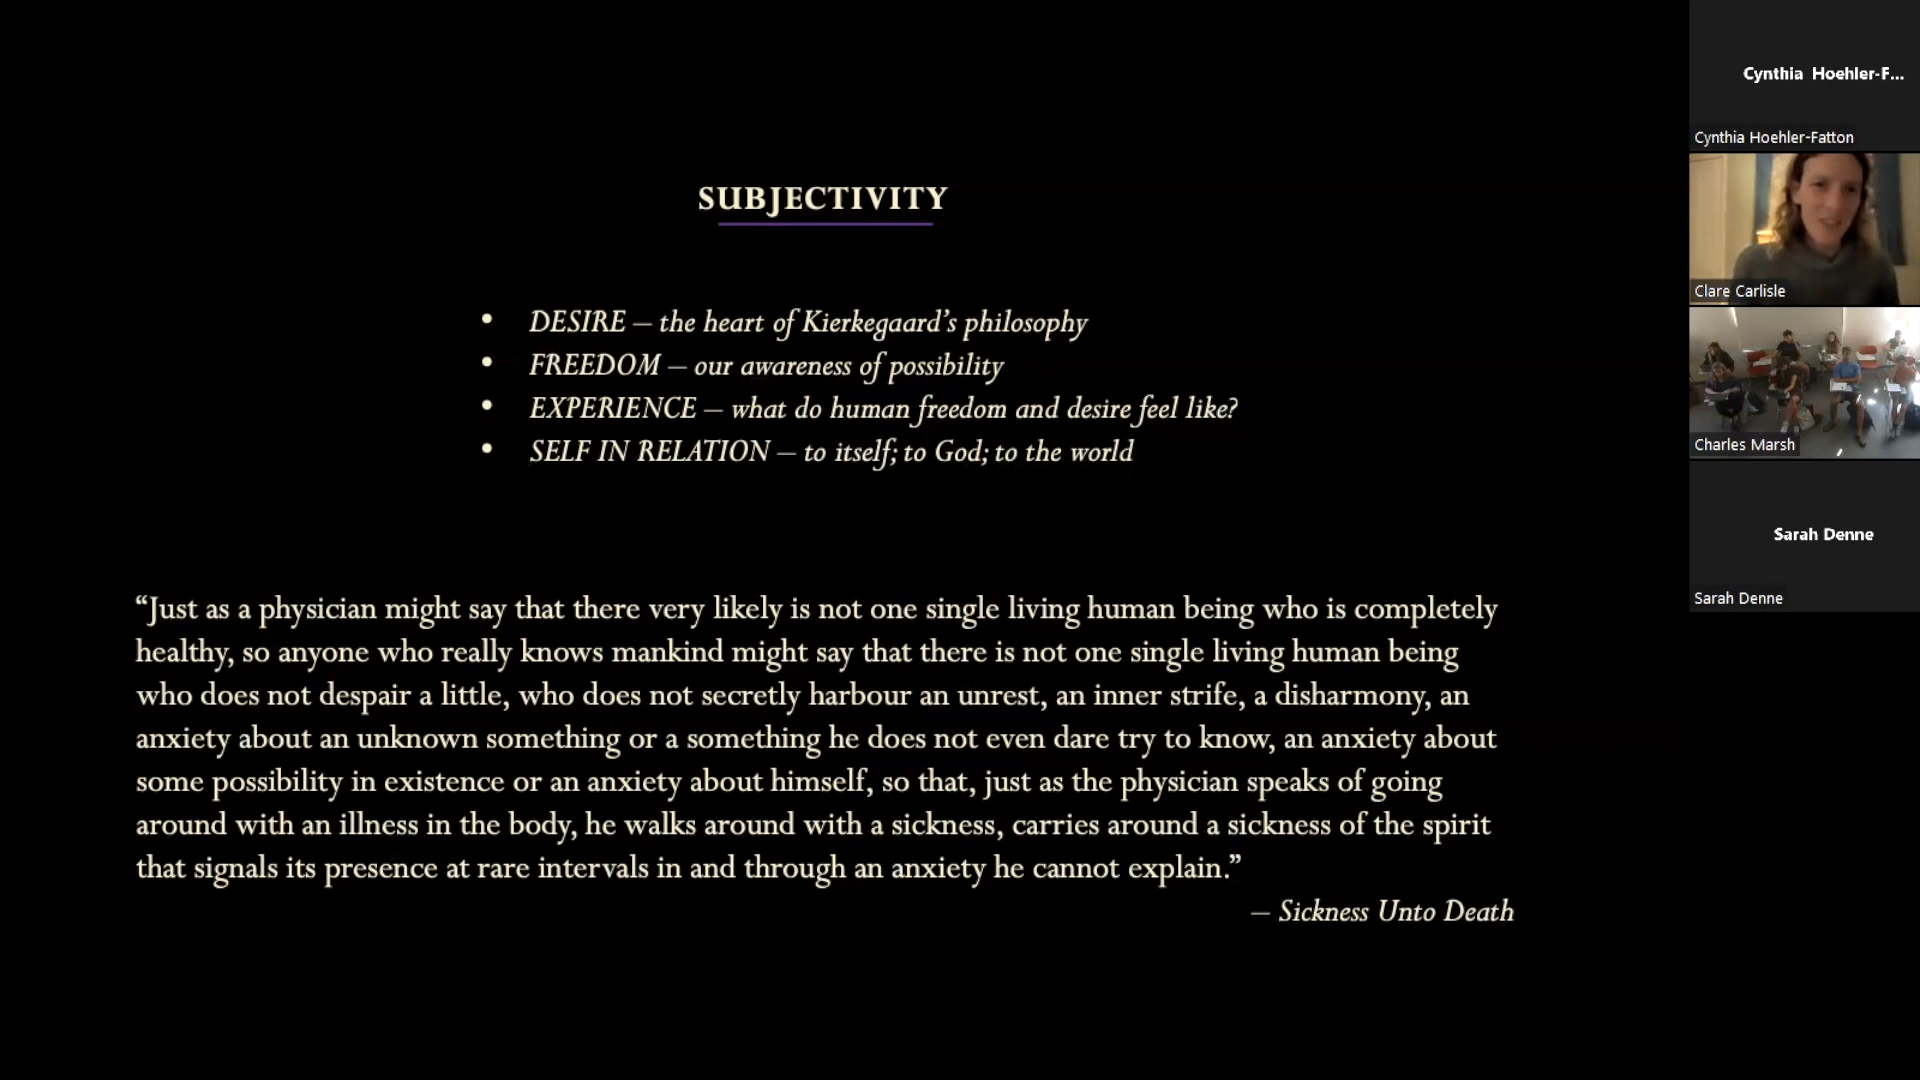 SUBJECTIVITY
• DESIRE – the heart of Kierkegaard's philosophy
• FREEDOM – our awareness of possibility
• EXPERIENCE – what do human freedom and desire feel like?
• SELF IN RELATION – to itself; to God; to the world
“Just as a physician might say that there very likely is not one single living human being who is completely
healthy, so anyone who really knows mankind might say that there is not one single living human being
who does not despair a little, who does not secretly harbour an unrest, an inner strife, a disharmony, an
anxiety about an unknown something or a something he does not even dare try to know, an anxiety about
some possibility in existence or an anxiety about himself, so that, just as the physician speaks of going
around with an illness in the body, he walks around with a sickness, carries around a sickness of the spirit
that signals its presence at rare intervals in and through an anxiety he cannot explain.”
– Sickness Unto Death
Cynthia Hoehler-F...
Cynthia Hoehler-Fatton
Clare Carlisle
Charles Marsh
Sarah Denne
Sarah Denne